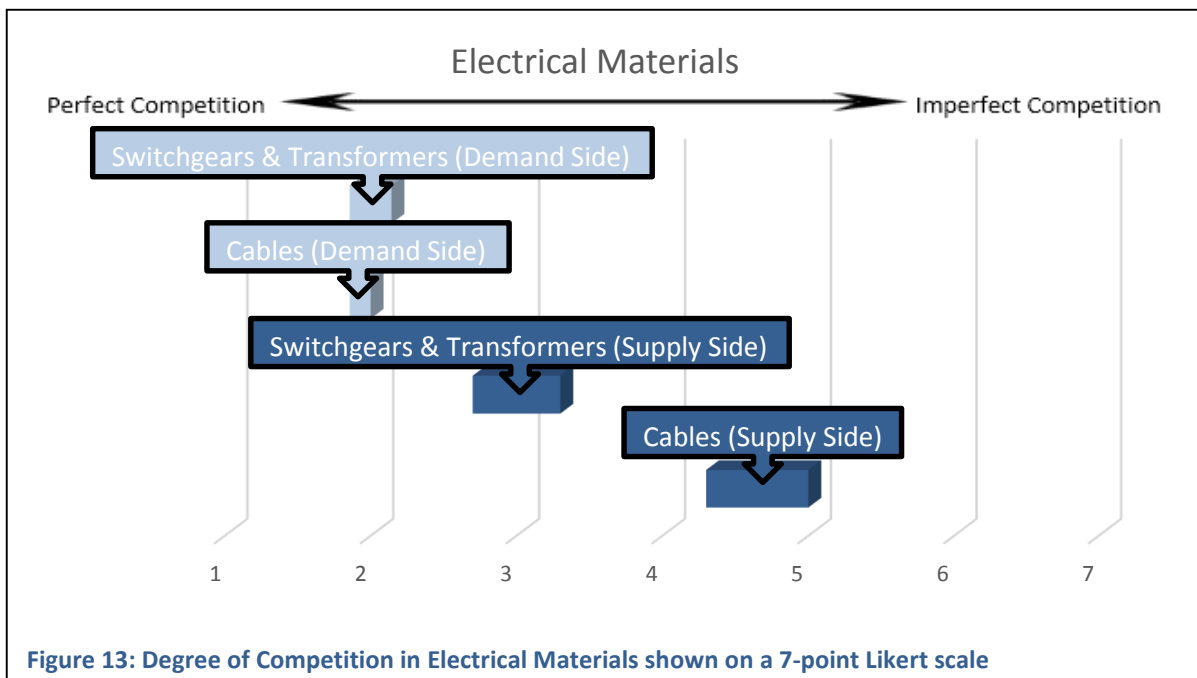 Electrical Materials
Perfect Competition
Imperfect Competition
Switchgears & Transformers (Demand Side)
Cables (Demand Side)
Switchgears & Transformers (Supply Side)
Cables (Supply Side)
1 2 3 4 5 6 7
Figure 13: Degree of Competition in Electrical Materials shown on a 7-point Likert scale